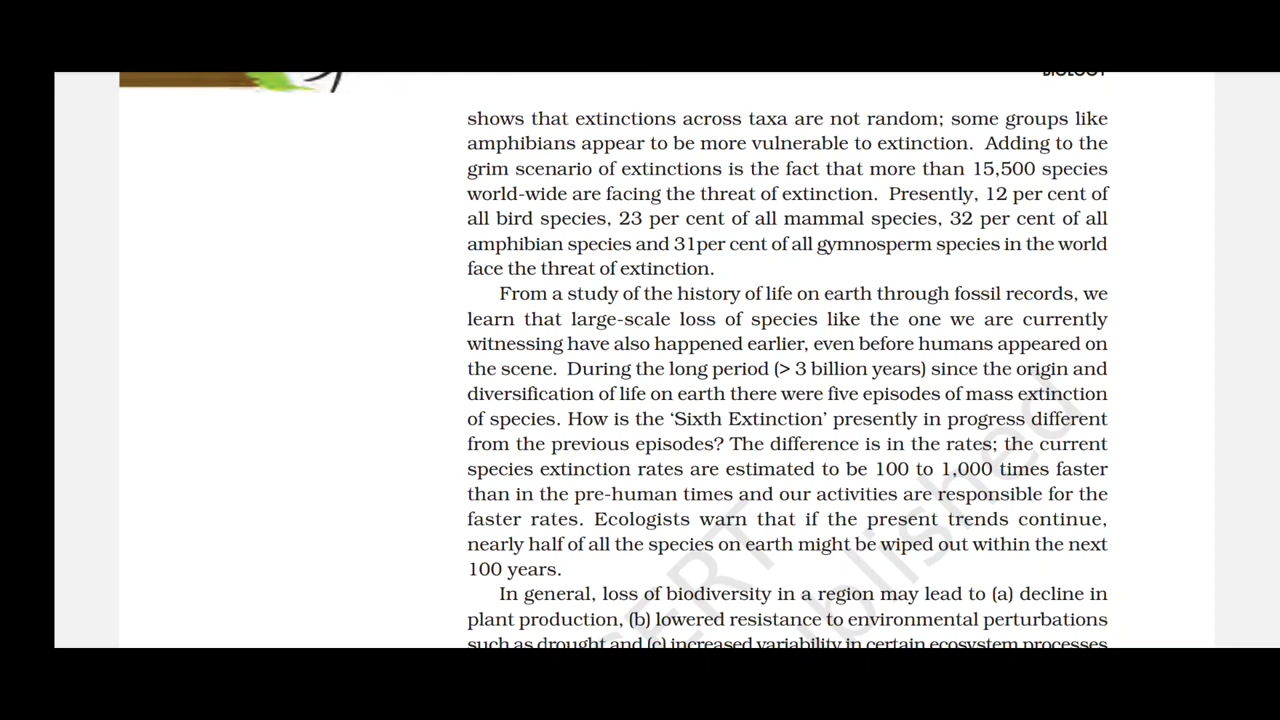 BIOLOGY
shows that extinctions across taxa are not random; some groups like
amphibians appear to be more vulnerable to extinction. Adding to the
grim scenario of extinctions is the fact that more than 15,500 species
world-wide are facing the threat of extinction. Presently, 12 per cent of
all bird species, 23 per cent of all mammal species, 32 per cent of all
amphibian species and 31per cent of all gymnosperm species in the world
face the threat of extinction.
From a study of the history of life on earth through fossil records, we
learn that large-scale loss of species like the one we are currently
witnessing have also happened earlier, even before humans appeared on
the scene. During the long period (> 3 billion years) since the origin and
diversification of life on earth there were five episodes of mass extinction
of species. How is the ‘Sixth Extinction’ presently in progress different
from the previous episodes? The difference is in the rates; the current
species extinction rates are estimated to be 100 to 1,000 times faster
than in the pre-human times and our activities are responsible for the
faster rates. Ecologists warn that if the present trends continue,
nearly half of all the species on earth might be wiped out within the next
100 years.
In general, loss of biodiversity in a region may lead to (a) decline in
plant production, (b) lowered resistance to environmental perturbations
such as drought and (c) increased variability in certain ecosystem processes